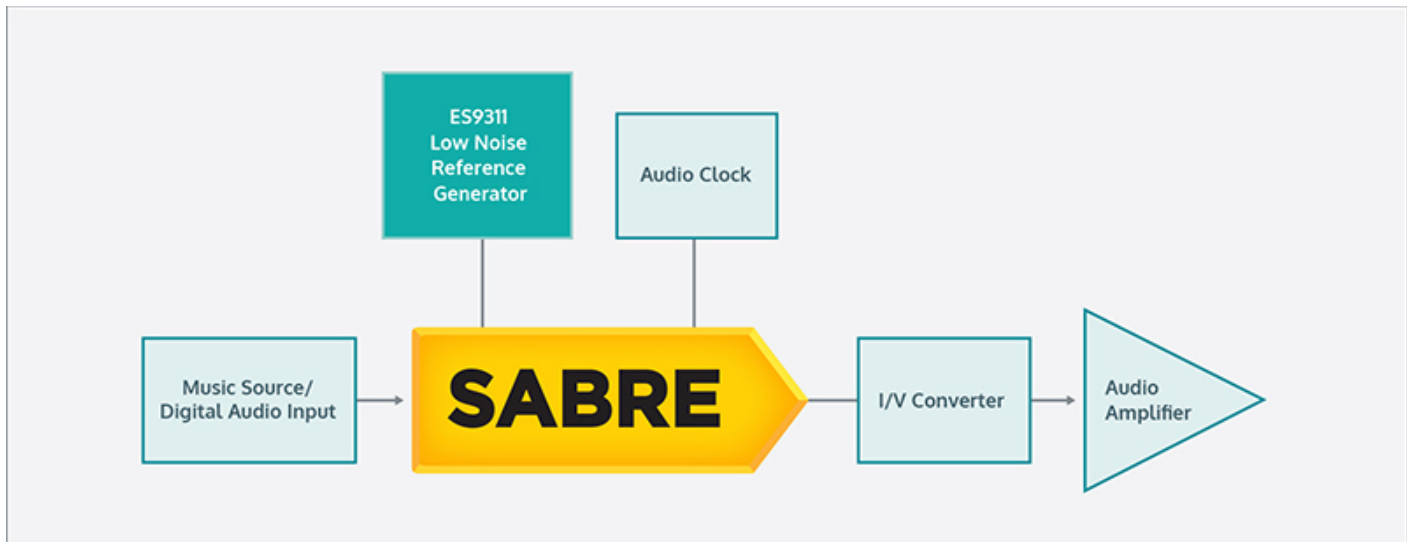 ES9311
Low Noise
Reference
Generator
Audio Clock
Music Source/
Digital Audio Input
SABRE
I/V Converter
Audio
Amplifier